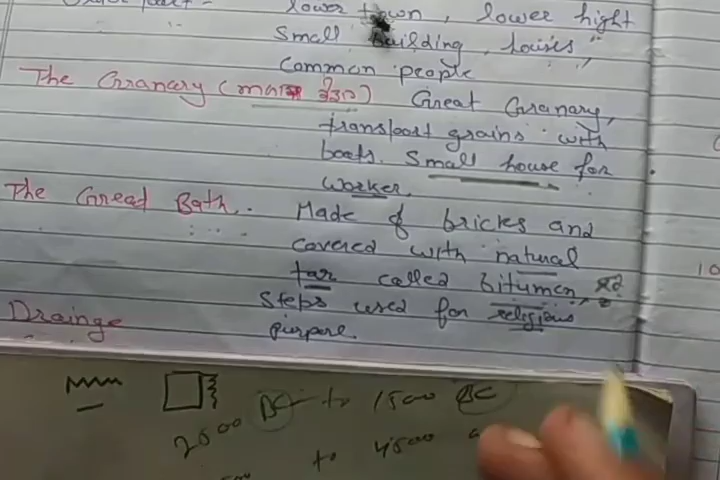 lower town, lower hight
Small building, houses,
Common people
The Granary ( Great Granary,
transport grains with
boats. Small house for
worker.
The Gread Bath. Made of bricks and
covered with natural
tar called bitumen,
Steps used for religious
Drainge purpare
2500 BC to 1500 BC
to 4500